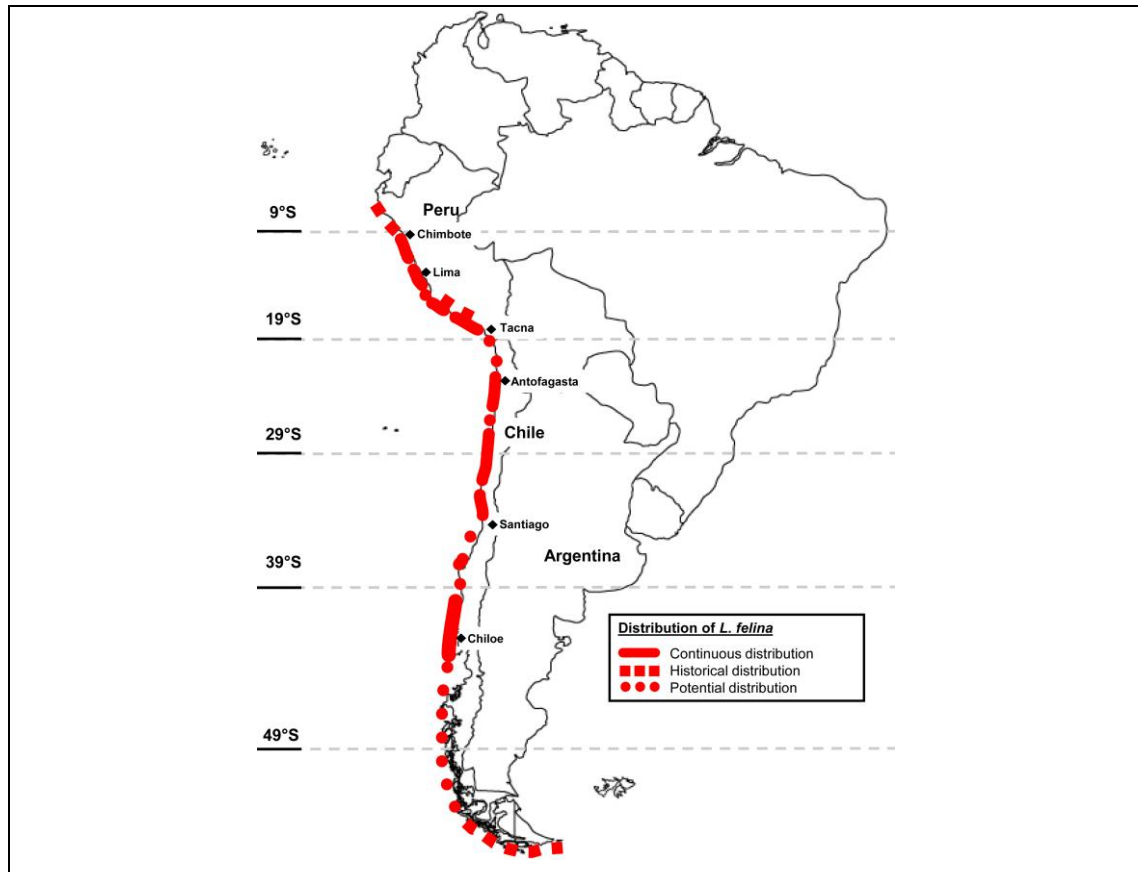 Peru
9°S
Chimbote
Lima
19°S
Tacna
Antofagasta
29°S
Chile
Santiago
Argentina
39°S
Distribution of L. felina
Chiloe
Continuous distribution
Historical distribution
Potential distribution
49°S